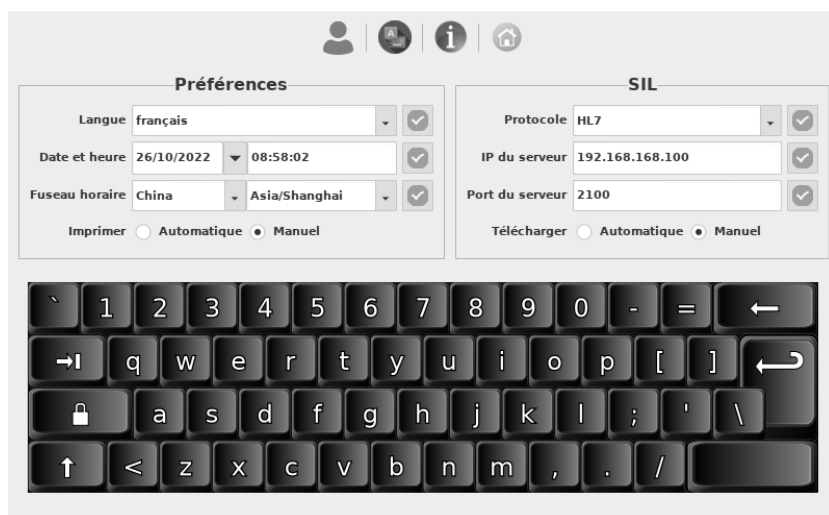 A
i
Préférences
SIL
Langue français
Protocole HL7
Date et heure 26/10/2022 08:58:02
IP du serveur 192.168.168.100
Fuseau horaire China Asia/Shanghai
Port du serveur 2100
Imprimer Automatique Manuel
Télécharger Automatique Manuel
` 1 2 3 4 5 6 7 8 9 0 - =
q w e r t y u i o p [ ]
a s d f g h j k l ; ' \
< z x c v b n m , . /